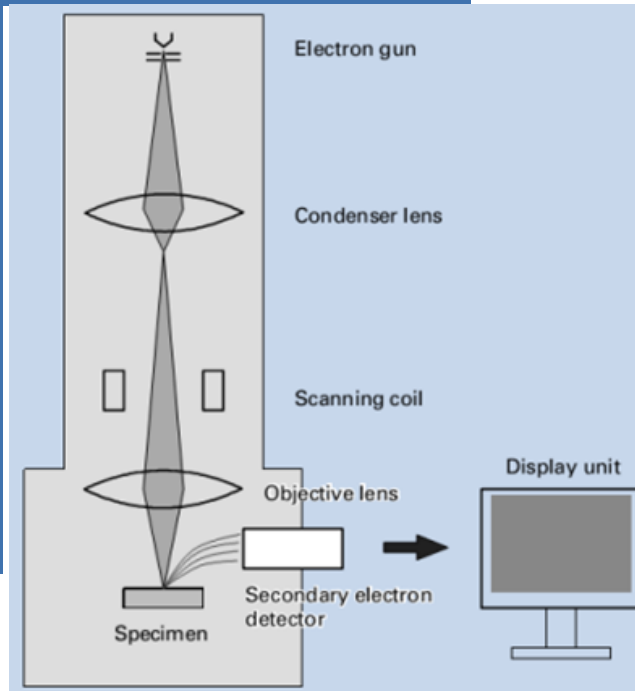 Electron gun
Condenser lens
Scanning coil
Display unit
Objective lens
Secondary electron
detector
Specimen